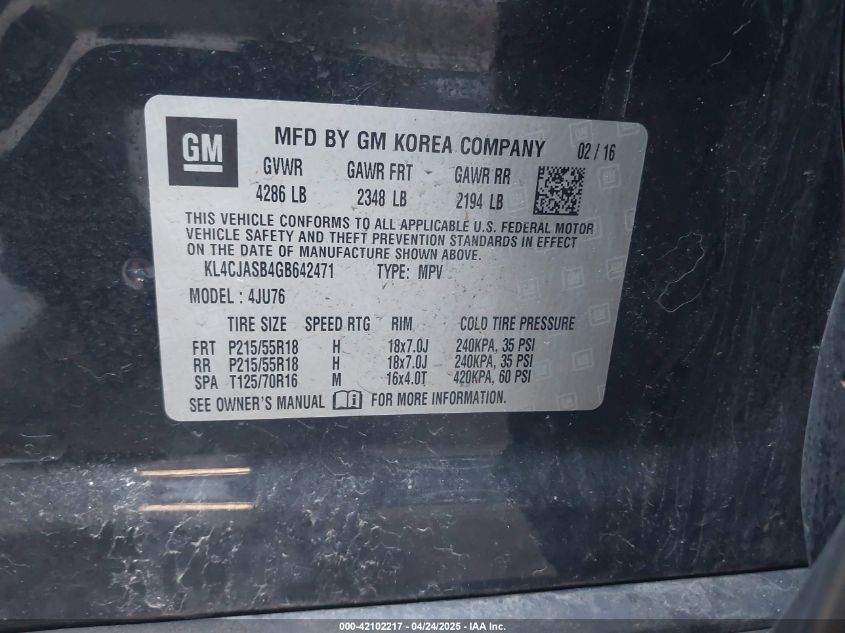 GM
MFD BY GM KOREA COMPANY 02 / 16
GVWR GAWR FRT GAWR RR
4286 LB 2348 LB 2194 LB
THIS VEHICLE CONFORMS TO ALL APPLICABLE U.S. FEDERAL MOTOR
VEHICLE SAFETY AND THEFT PREVENTION STANDARDS IN EFFECT
ON THE DATE OF MANUFACTURE SHOWN ABOVE.
KL4CJASB4GB642471 TYPE: MPV
MODEL : 4JU76
TIRE SIZE SPEED RTG RIM COLD TIRE PRESSURE
FRT P215/55R18 H 18x7.0J 240KPA, 35 PSI
RR P215/55R18 H 18x7.0J 240KPA, 35 PSI
SPA T125/70R16 M 16x4.0T 420KPA, 60 PSI
SEE OWNER'S MANUAL FOR MORE INFORMATION.
000-42102217 - 04/24/2025 - IAA Inc.